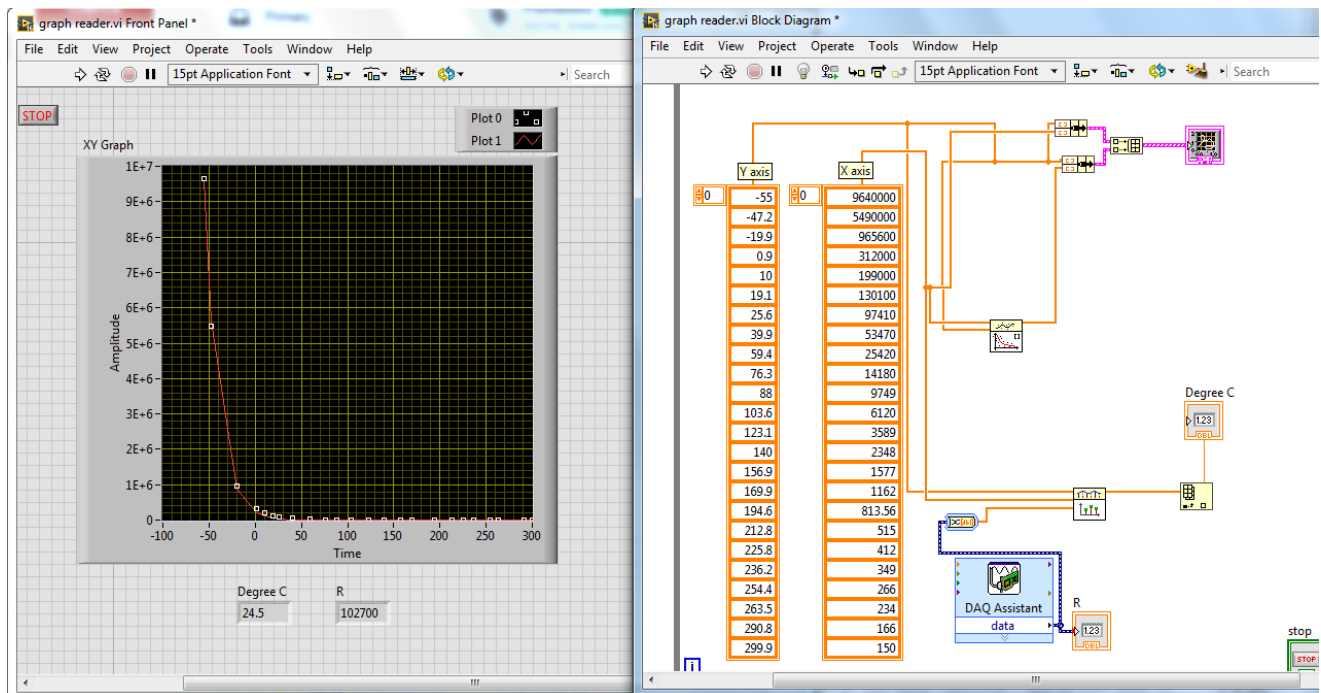 graph reader.vi Front Panel *
File Edit View Project Operate Tools Window Help
15pt Application Font
Search
STOP
Plot 0
Plot 1
XY Graph
1E+7
9E+6
8E+6
7E+6
6E+6
5E+6
4E+6
3E+6
2E+6
1E+6
0
Amplitude
-100 -50 0 50 100 150 200 250 300
Time
Degree C R
24.5 102700
graph reader.vi Block Diagram *
File Edit View Project Operate Tools Window Help
15pt Application Font
Search
Y axis X axis
0 -55 0 9640000
-47.2 5490000
-19.9 965600
0.9 312000
10 199000
19.1 130100
25.6 97410
39.9 53470
59.4 25420
76.3 14180
88 9749
103.6 6120
123.1 3589
140 2348
156.9 1577
169.9 1162
194.6 813.56
212.8 515
225.8 412
236.2 349
254.4 266
263.5 234
290.8 166
299.9 150
Degree C
1.23
DBL
DAQ Assistant
data
R
1.23
DBL
stop
STOP
i